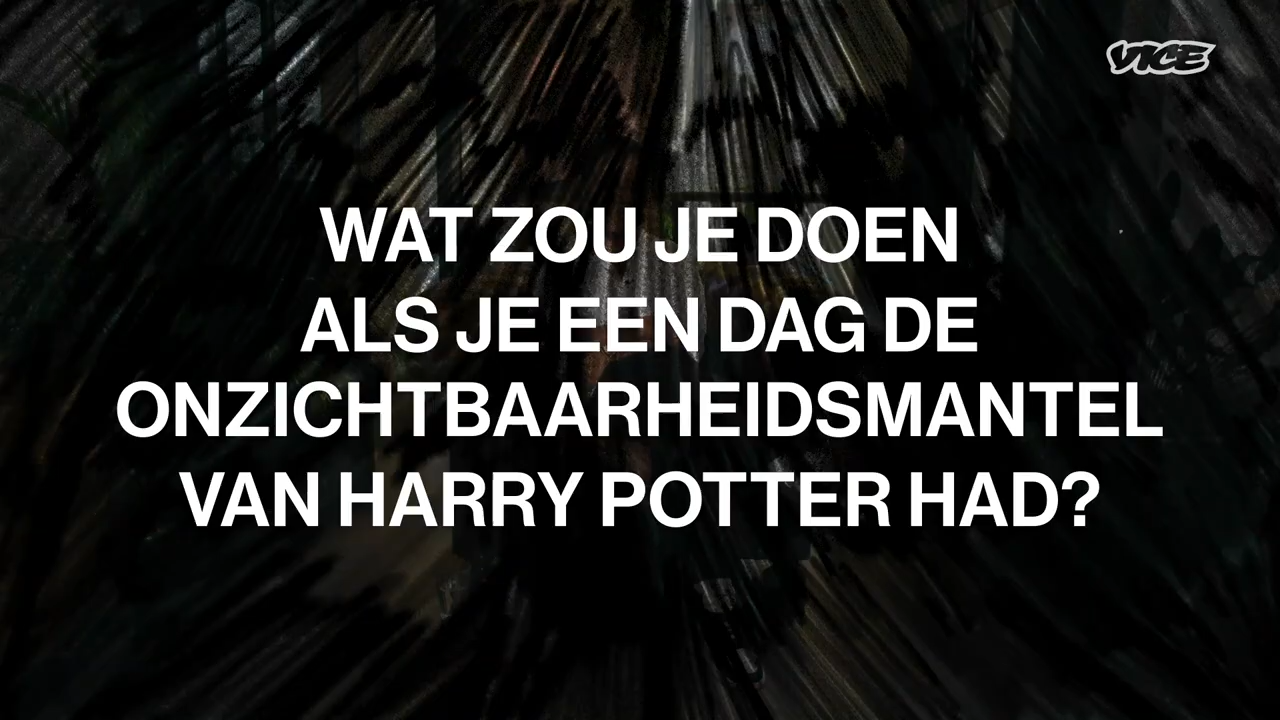 VICE
WAT ZOU JE DOEN
ALS JE EEN DAG DE
ONZICHTBAARHEIDSMANTEL
VAN HARRY POTTER HAD?